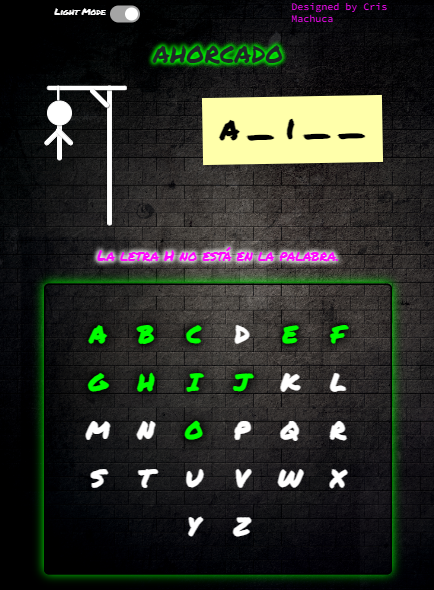 Light Mode
Designed by Cris
Machuca
AHORCADO
A _ I _ _
La letra H no está en la palabra.
A B C D E F
G H I J K L
M N O P Q R
S T U V W X
Y Z